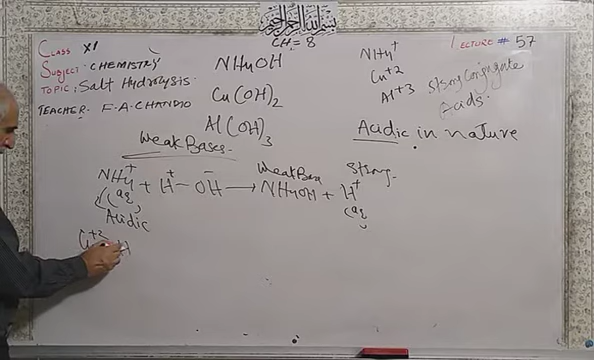 بسم الله الرحمن الرحيم
CH = 8
CLASS XI
SUBJECT: CHEMISTRY
TOPIC: Salt Hydrolysis.
TEACHER: F.A. CHANDIO
LECTURE # 57
NH4OH
Cu(OH)2
Al(OH)3
Weak Bases.
NH4+
Cu+2
Al+3
Strong Conjugate
Acids.
Acidic in nature
Weak Base Strong.
NH4+ + H+ – OH- → NH4OH + H+
(aq) (aq
Acidic
Cu+2 H